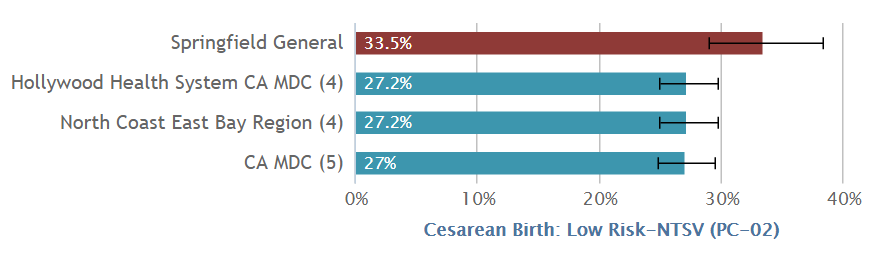 Springfield General 33.5%
Hollywood Health System CA MDC (4) 27.2%
North Coast East Bay Region (4) 27.2%
CA MDC (5) 27%
0% 10% 20% 30% 40%
Cesarean Birth: Low Risk-NTSV (PC-02)